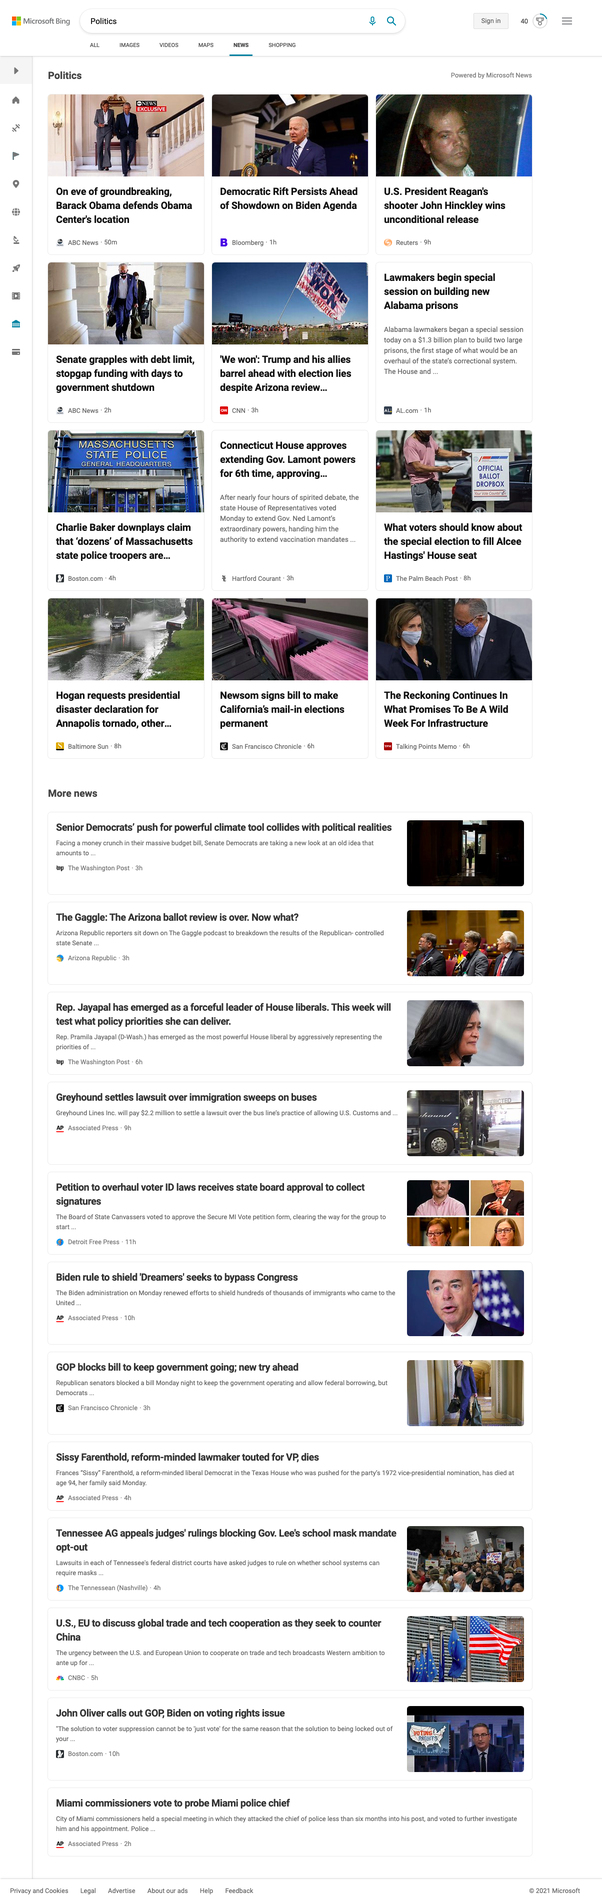 Microsoft Bing
Politics
Sign in
40
ALL
IMAGES
VIDEOS
MAPS
NEWS
SHOPPING
Politics
Powered by Microsoft News
abc NEWS
EXCLUSIVE
On eve of groundbreaking,
Barack Obama defends Obama
Center's location
ABC News · 50m
Democratic Rift Persists Ahead
of Showdown on Biden Agenda
Bloomberg · 1h
U.S. President Reagan's
shooter John Hinckley wins
unconditional release
Reuters · 9h
Senate grapples with debt limit,
stopgap funding with days to
government shutdown
ABC News · 2h
TRUMP
WON
'We won': Trump and his allies
barrel ahead with election lies
despite Arizona review...
CNN · 3h
Lawmakers begin special
session on building new
Alabama prisons
Alabama lawmakers began a special session
today on a $1.3 billion plan to build two large
prisons, the first stage of what would be an
overhaul of the state's correctional system.
The House and ...
AL.com · 1h
MASSACHUSETTS
STATE POLICE
GENERAL HEADQUARTERS
Charlie Baker downplays claim
that 'dozens' of Massachusetts
state police troopers are...
Boston.com · 4h
Connecticut House approves
extending Gov. Lamont powers
for 6th time, approving...
After nearly four hours of spirited debate, the
state House of Representatives voted
Monday to extend Gov. Ned Lamont's
extraordinary powers, handing him the
authority to extend vaccination mandates ...
Hartford Courant · 3h
OFFICIAL
BALLOT
DROPBOX
What voters should know about
the special election to fill Alcee
Hastings' House seat
The Palm Beach Post · 8h
Hogan requests presidential
disaster declaration for
Annapolis tornado, other...
Baltimore Sun · 8h
Newsom signs bill to make
California's mail-in elections
permanent
San Francisco Chronicle · 6h
The Reckoning Continues In
What Promises To Be A Wild
Week For Infrastructure
Talking Points Memo · 6h
More news
Senior Democrats' push for powerful climate tool collides with political realities
Facing a money crunch in their massive budget bill, Senate Democrats are taking a new look at an old idea that
amounts to ...
The Washington Post · 3h
The Gaggle: The Arizona ballot review is over. Now what?
Arizona Republic reporters sit down on The Gaggle podcast to breakdown the results of the Republican- controlled
state Senate ...
Arizona Republic · 3h
Rep. Jayapal has emerged as a forceful leader of House liberals. This week will
test what policy priorities she can deliver.
Rep. Pramila Jayapal (D-Wash.) has emerged as the most powerful House liberal by aggressively representing the
priorities of ...
The Washington Post · 6h
Greyhound settles lawsuit over immigration sweeps on buses
Greyhound Lines Inc. will pay $2.2 million to settle a lawsuit over the bus line's practice of allowing U.S. Customs and ...
AP Associated Press · 9h
Petition to overhaul voter ID laws receives state board approval to collect
signatures
The Board of State Canvassers voted to approve the Secure MI Vote petition form, clearing the way for the group to
start ...
Detroit Free Press · 11h
Biden rule to shield 'Dreamers' seeks to bypass Congress
The Biden administration on Monday renewed efforts to shield hundreds of thousands of immigrants who came to the
United ...
AP Associated Press · 10h
GOP blocks bill to keep government going; new try ahead
Republican senators blocked a bill Monday night to keep the government operating and allow federal borrowing, but
Democrats ...
San Francisco Chronicle · 3h
Sissy Farenthold, reform-minded lawmaker touted for VP, dies
Frances "Sissy" Farenthold, a reform-minded liberal Democrat in the Texas House who was pushed for the party's 1972 vice-presidential nomination, has died at
age 94, her family said Monday.
AP Associated Press · 4h
Tennessee AG appeals judges' rulings blocking Gov. Lee's school mask mandate
opt-out
Lawsuits in each of Tennessee's federal district courts have asked judges to rule on whether school systems can
require masks ...
The Tennessean (Nashville) · 4h
U.S., EU to discuss global trade and tech cooperation as they seek to counter
China
The urgency between the U.S. and European Union to cooperate on trade and tech broadcasts Western ambition to
ante up for ...
CNBC · 5h
John Oliver calls out GOP, Biden on voting rights issue
"The solution to voter suppression cannot be to 'just vote' for the same reason that the solution to being locked out of
your ...
Boston.com · 10h
VOTING
RIGHTS
Miami commissioners vote to probe Miami police chief
City of Miami commissioners held a special meeting in which they attacked the chief of police less than six months into his post, and voted to further investigate
him and his appointment. Police ...
AP Associated Press · 2h
Privacy and Cookies
Legal
Advertise
About our ads
Help
Feedback
© 2021 Microsoft